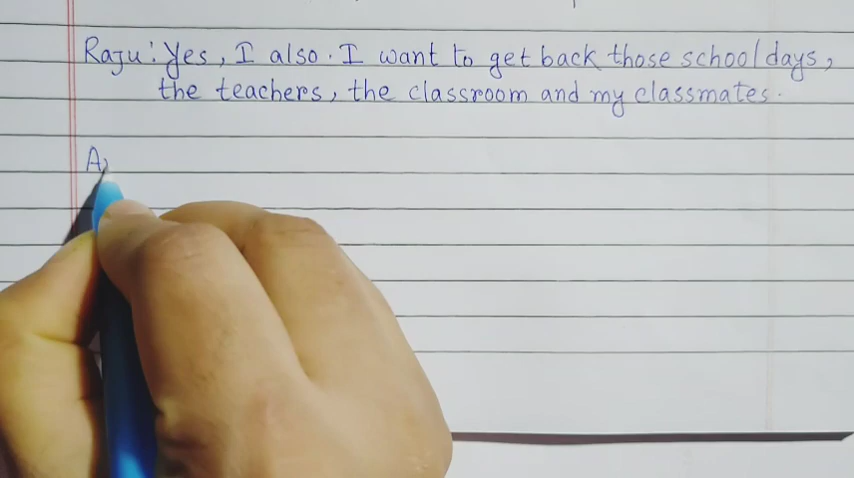 Raju: Yes, I also. I want to get back those school days,
the teachers, the classroom and my classmates.